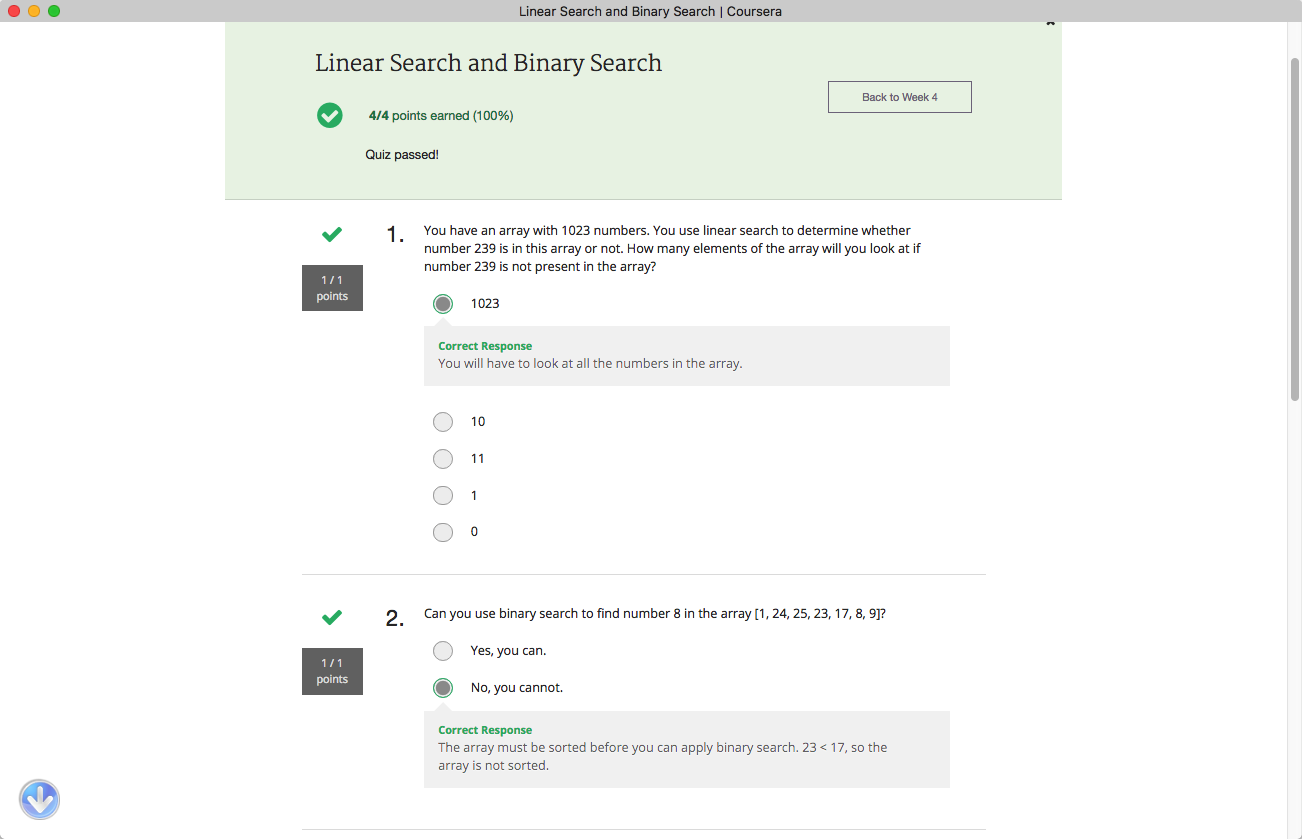 Linear Search and Binary Search | Coursera
Linear Search and Binary Search
Back to Week 4
4/4 points earned (100%)
Quiz passed!
1.
You have an array with 1023 numbers. You use linear search to determine whether
number 239 is in this array or not. How many elements of the array will you look at if
number 239 is not present in the array?
1 / 1
points
1023
Correct Response
You will have to look at all the numbers in the array.
10
11
1
0
2.
Can you use binary search to find number 8 in the array [1, 24, 25, 23, 17, 8, 9]?
1 / 1
points
Yes, you can.
No, you cannot.
Correct Response
The array must be sorted before you can apply binary search. 23 < 17, so the
array is not sorted.